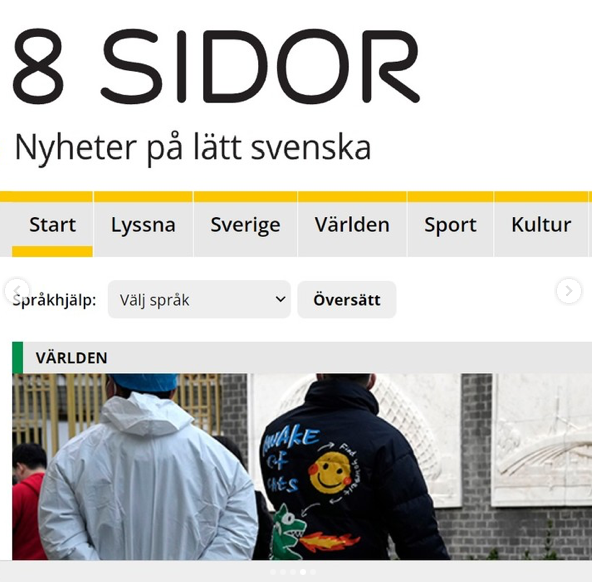 8 SIDOR
Nyheter på lätt svenska
Start Lyssna Sverige Världen Sport Kultur
Språkhjälp: Välj språk Översätt
VÄRLDEN
AWAKE
OF
Find